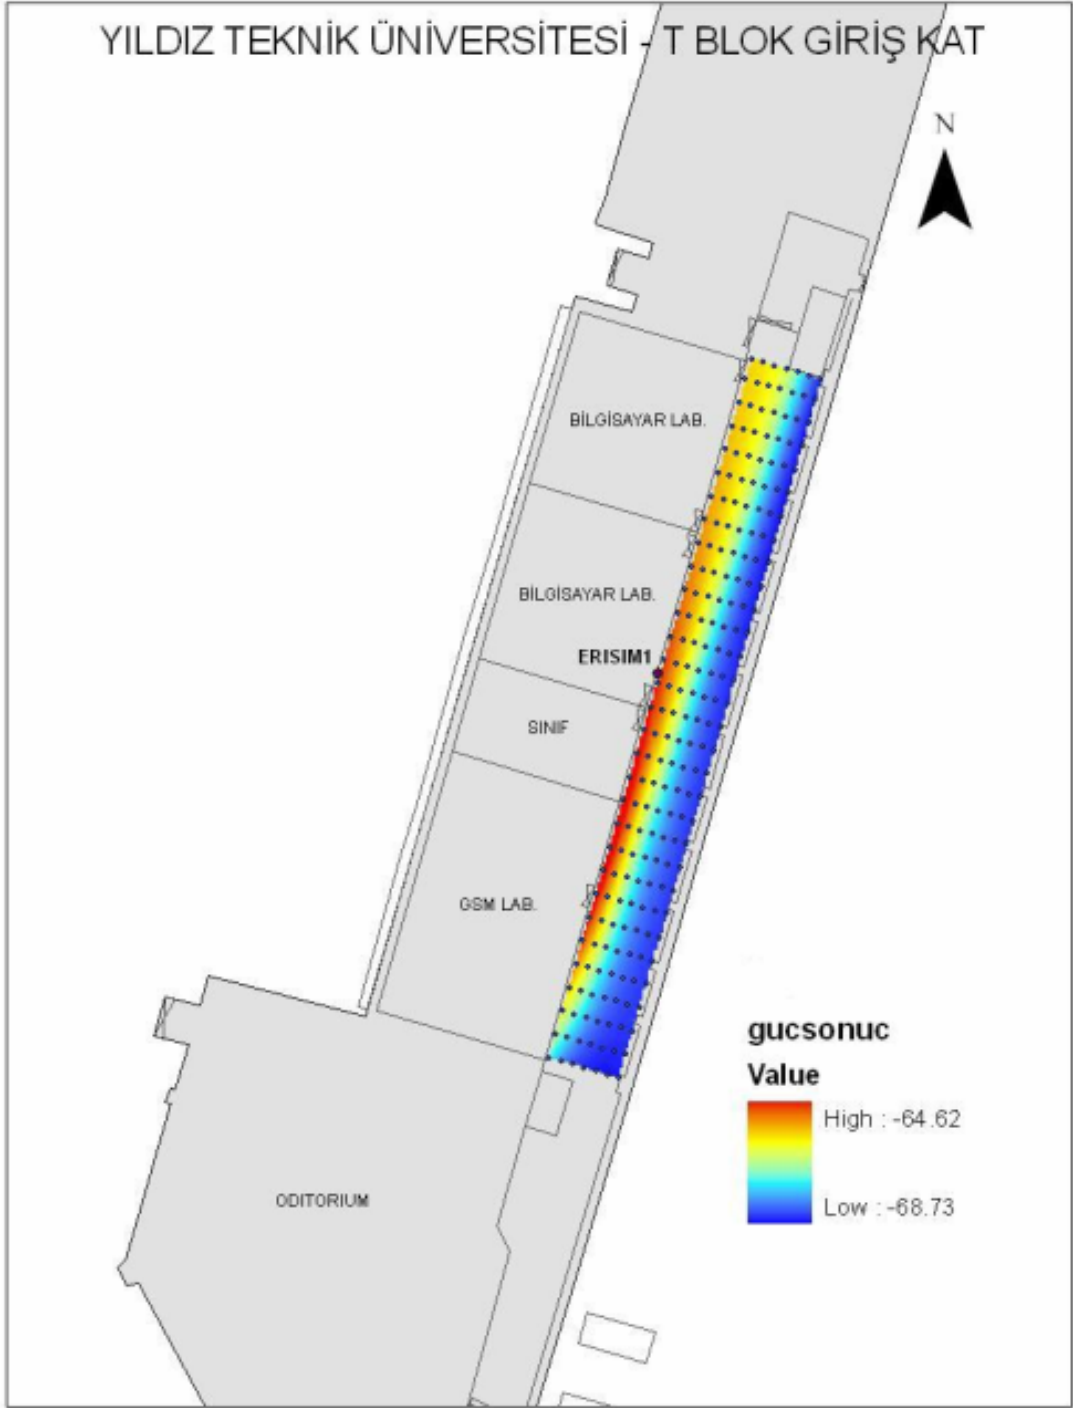 YILDIZ TEKNİK ÜNİVERSİTESİ - T BLOK GİRİŞ KAT
N
BİLGİSAYAR LAB.
BİLGİSAYAR LAB.
ERISIM1
SINIF
GSM LAB.
gucsonuc
Value
High : -64.62
Low : -68.73
ODITORIUM